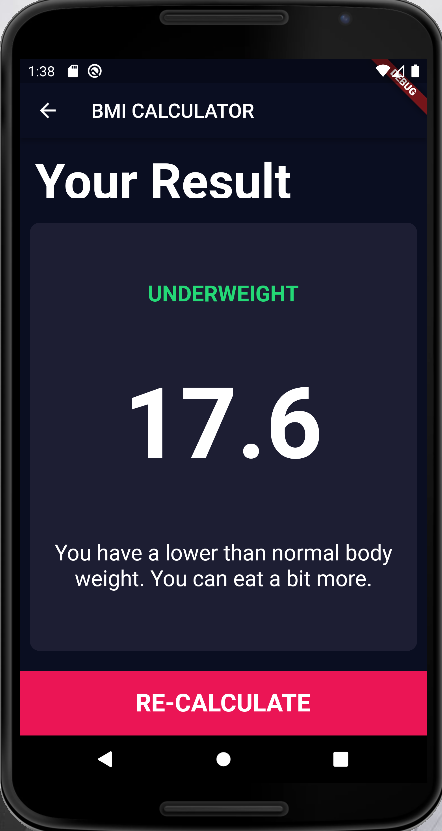 1:38
DEBUG
BMI CALCULATOR
Your Result
UNDERWEIGHT
17.6
You have a lower than normal body
weight. You can eat a bit more.
RE-CALCULATE